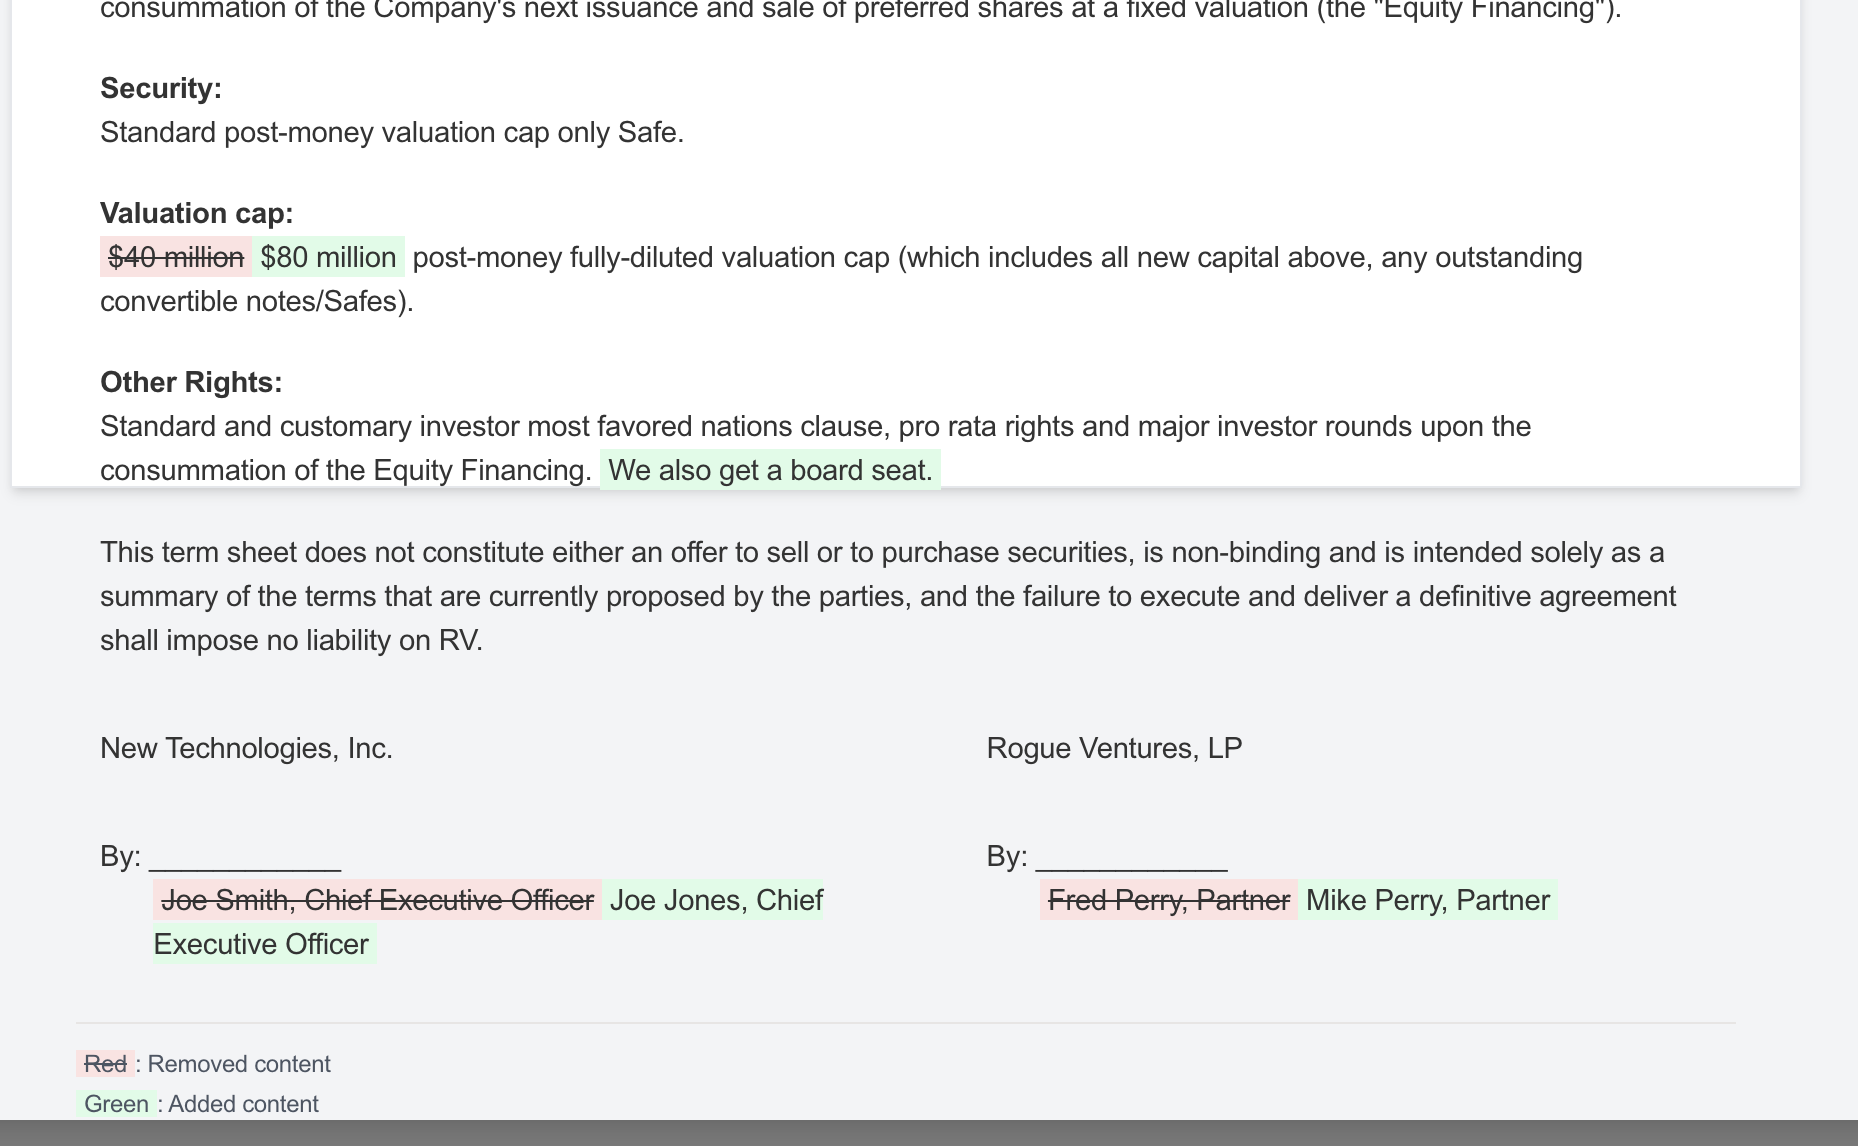 consummation of the Company's next issuance and sale of preferred shares at a fixed valuation (the "Equity Financing").
Security:
Standard post-money valuation cap only Safe.
Valuation cap:
$40 million $80 million post-money fully-diluted valuation cap (which includes all new capital above, any outstanding
convertible notes/Safes).
Other Rights:
Standard and customary investor most favored nations clause, pro rata rights and major investor rounds upon the
consummation of the Equity Financing. We also get a board seat.
This term sheet does not constitute either an offer to sell or to purchase securities, is non-binding and is intended solely as a
summary of the terms that are currently proposed by the parties, and the failure to execute and deliver a definitive agreement
shall impose no liability on RV.
New Technologies, Inc.
Rogue Ventures, LP
By: ____________
Joe Smith, Chief Executive Officer Joe Jones, Chief
Executive Officer
By: ____________
Fred Perry, Partner Mike Perry, Partner
Red : Removed content
Green : Added content